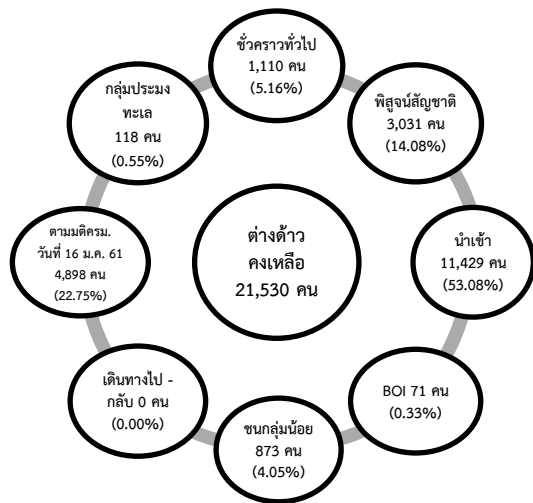 ชั่วคราวทั่วไป
1,110 คน
(5.16%)
พิสูจน์สัญชาติ
3,031 คน
(14.08%)
นำเข้า
11,429 คน
(53.08%)
BOI 71 คน
(0.33%)
ชนกลุ่มน้อย
873 คน
(4.05%)
เดินทางไป -
กลับ 0 คน
(0.00%)
ตามมติครม.
วันที่ 16 ม.ค. 61
4,898 คน
(22.75%)
กลุ่มประมง
ทะเล
118 คน
(0.55%)
ต่างด้าว
คงเหลือ
21,530 คน